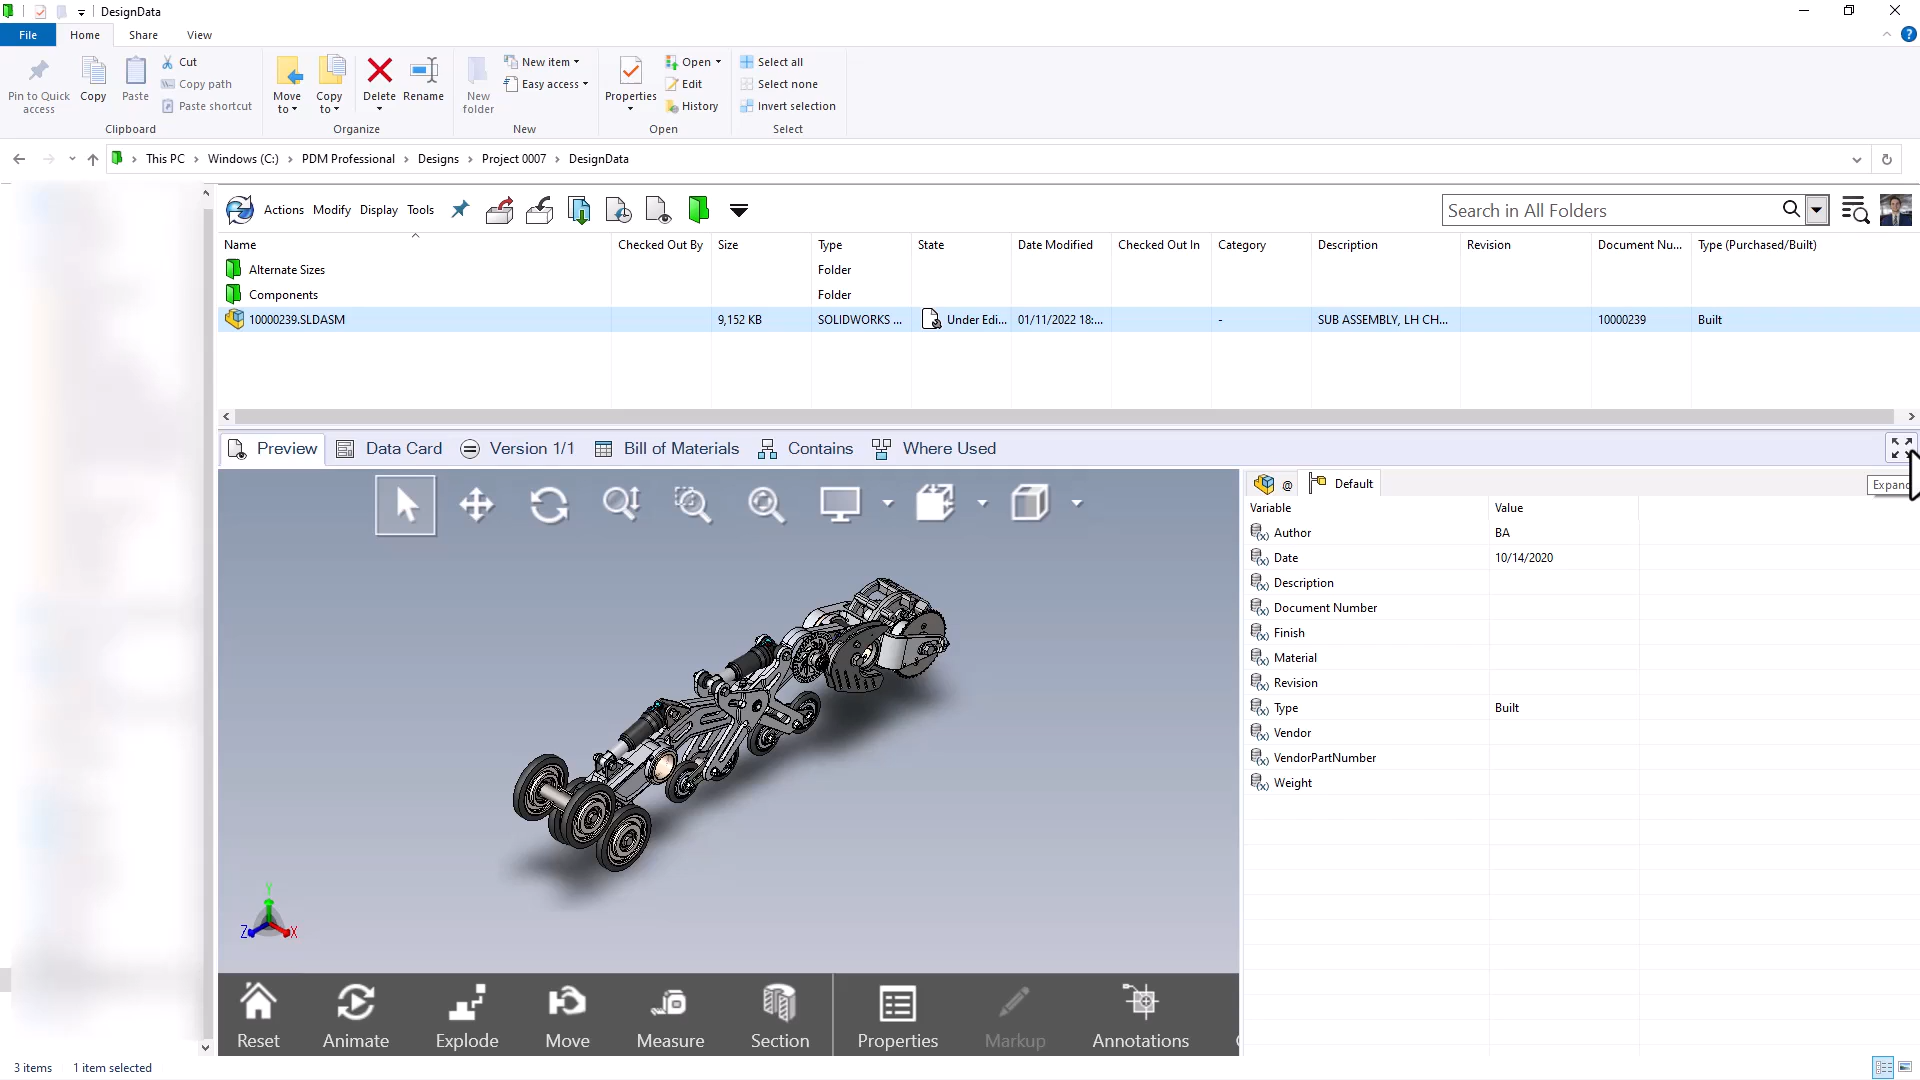 DesignData
File Home Share View
Pin to Quick access
Copy
Paste
Cut
Copy path
Paste shortcut
Move to
Copy to
Delete
Rename
New folder
New item
Easy access
Properties
Open
Edit
History
Select all
Select none
Invert selection
Clipboard Organize New Open Select
This PC › Windows (C:) › PDM Professional › Designs › Project 0007 › DesignData
Actions Modify Display Tools
Search in All Folders
Name Checked Out By Size Type State Date Modified Checked Out In Category Description Revision Document Nu... Type (Purchased/Built)
Alternate Sizes Folder
Components Folder
10000239.SLDASM 9,152 KB SOLIDWORKS ... Under Edi... 01/11/2022 18:... - SUB ASSEMBLY, LH CH... 10000239 Built
Preview Data Card Version 1/1 Bill of Materials Contains Where Used
@ Default
Expand
Variable Value
Author BA
Date 10/14/2020
Description
Document Number
Finish
Material
Revision
Type Built
Vendor
VendorPartNumber
Weight
Y
Z X
Reset Animate Explode Move Measure Section Properties Markup Annotations
3 items 1 item selected